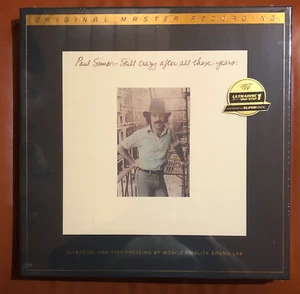 ORIGINAL MASTER RECORDING
Paul Simon - Still crazy after all these years
ULTRADISC
ULTRADISC ONE-STEP PRESSING BY MOBILE FIDELITY SOUND LAB